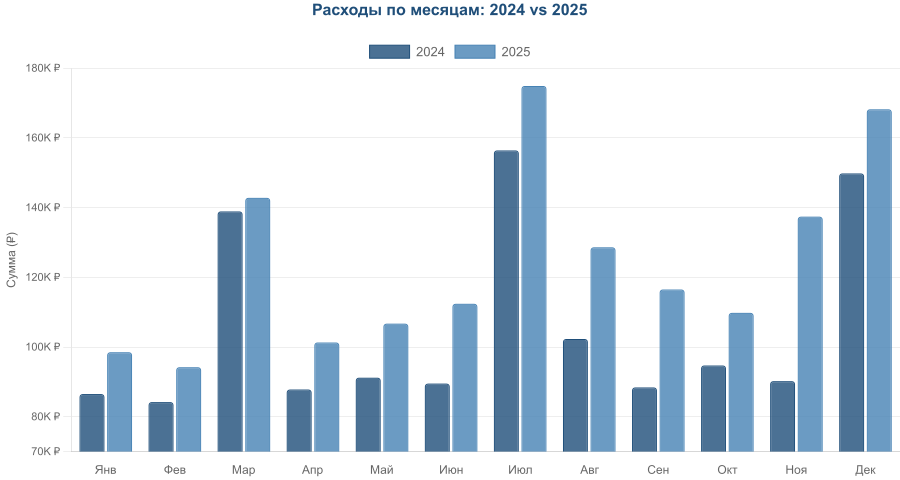 Расходы по месяцам: 2024 vs 2025
2024 2025
180K ₽
160K ₽
140K ₽
120K ₽
100K ₽
80K ₽
70K ₽
Сумма (₽)
Янв Фев Мар Апр Май Июн Июл Авг Сен Окт Ноя Дек